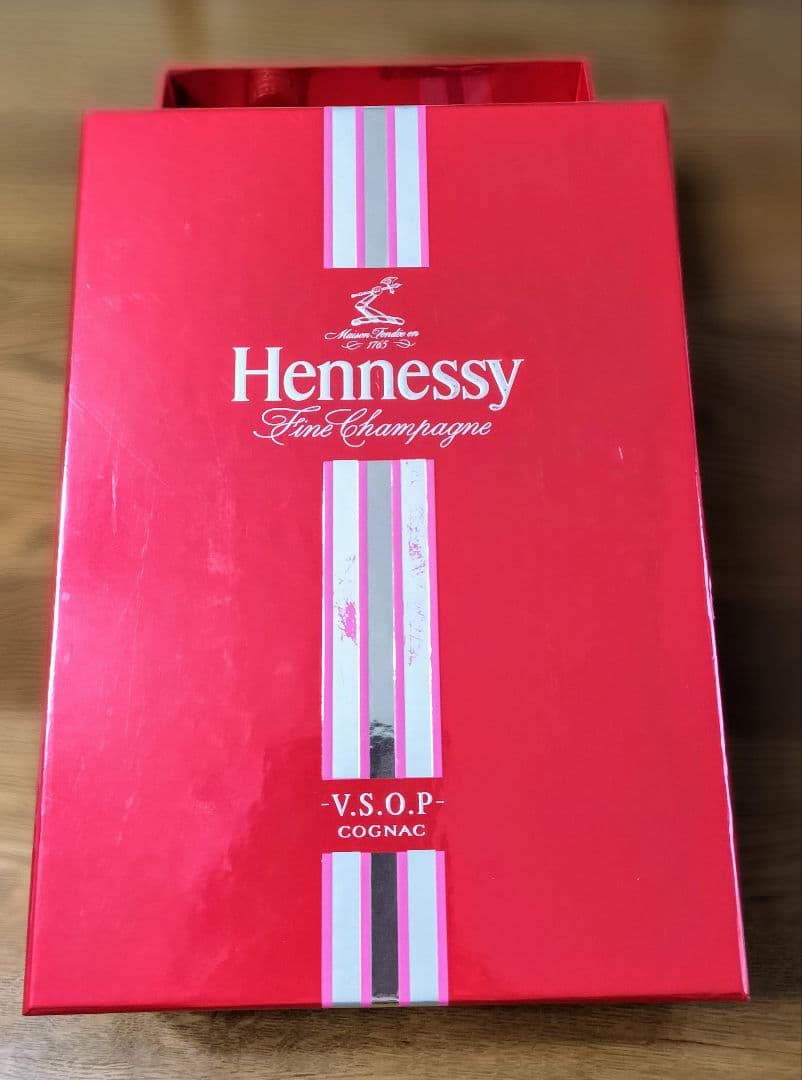 Maison Fondée en
1765
Hennessy
Fine Champagne
-V.S.O.P-
COGNAC